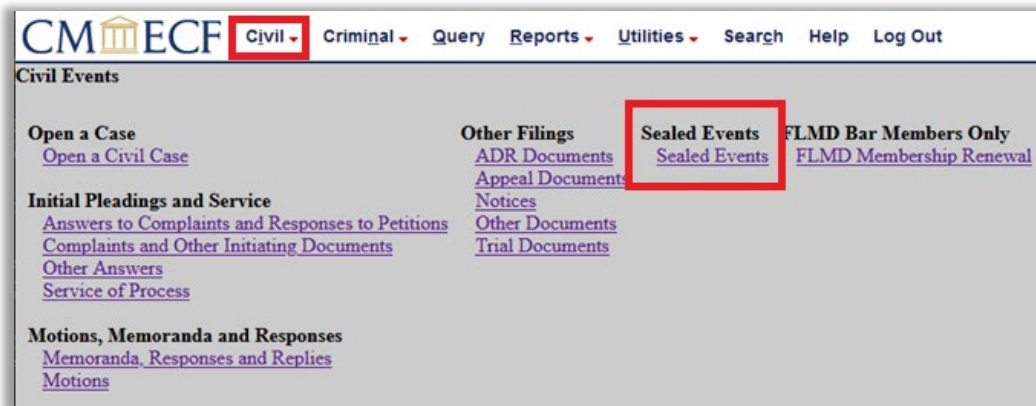 CM ECF Civil Criminal Query Reports Utilities Search Help Log Out
Civil Events
Open a Case
Open a Civil Case
Initial Pleadings and Service
Answers to Complaints and Responses to Petitions
Complaints and Other Initiating Documents
Other Answers
Service of Process
Motions, Memoranda and Responses
Memoranda, Responses and Replies
Motions
Other Filings
ADR Documents
Appeal Documents
Notices
Other Documents
Trial Documents
Sealed Events
Sealed Events
FLMD Bar Members Only
FLMD Membership Renewal